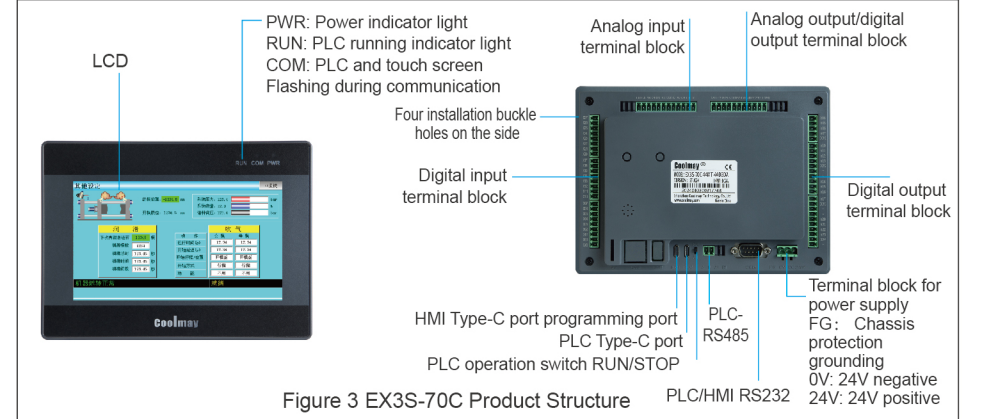 PWR: Power indicator light
RUN: PLC running indicator light
COM: PLC and touch screen
Flashing during communication
LCD
RUN COM PWR
Coolmay
Analog input
terminal block
Analog output/digital
output terminal block
Four installation buckle
holes on the side
Digital input
terminal block
Coolmay
Digital output
terminal block
HMI Type-C port programming port
PLC Type-C port
PLC operation switch RUN/STOP
PLC-
RS485
PLC/HMI RS232
Terminal block for
power supply
FG： Chassis
protection
grounding
0V: 24V negative
24V: 24V positive
Figure 3 EX3S-70C Product Structure